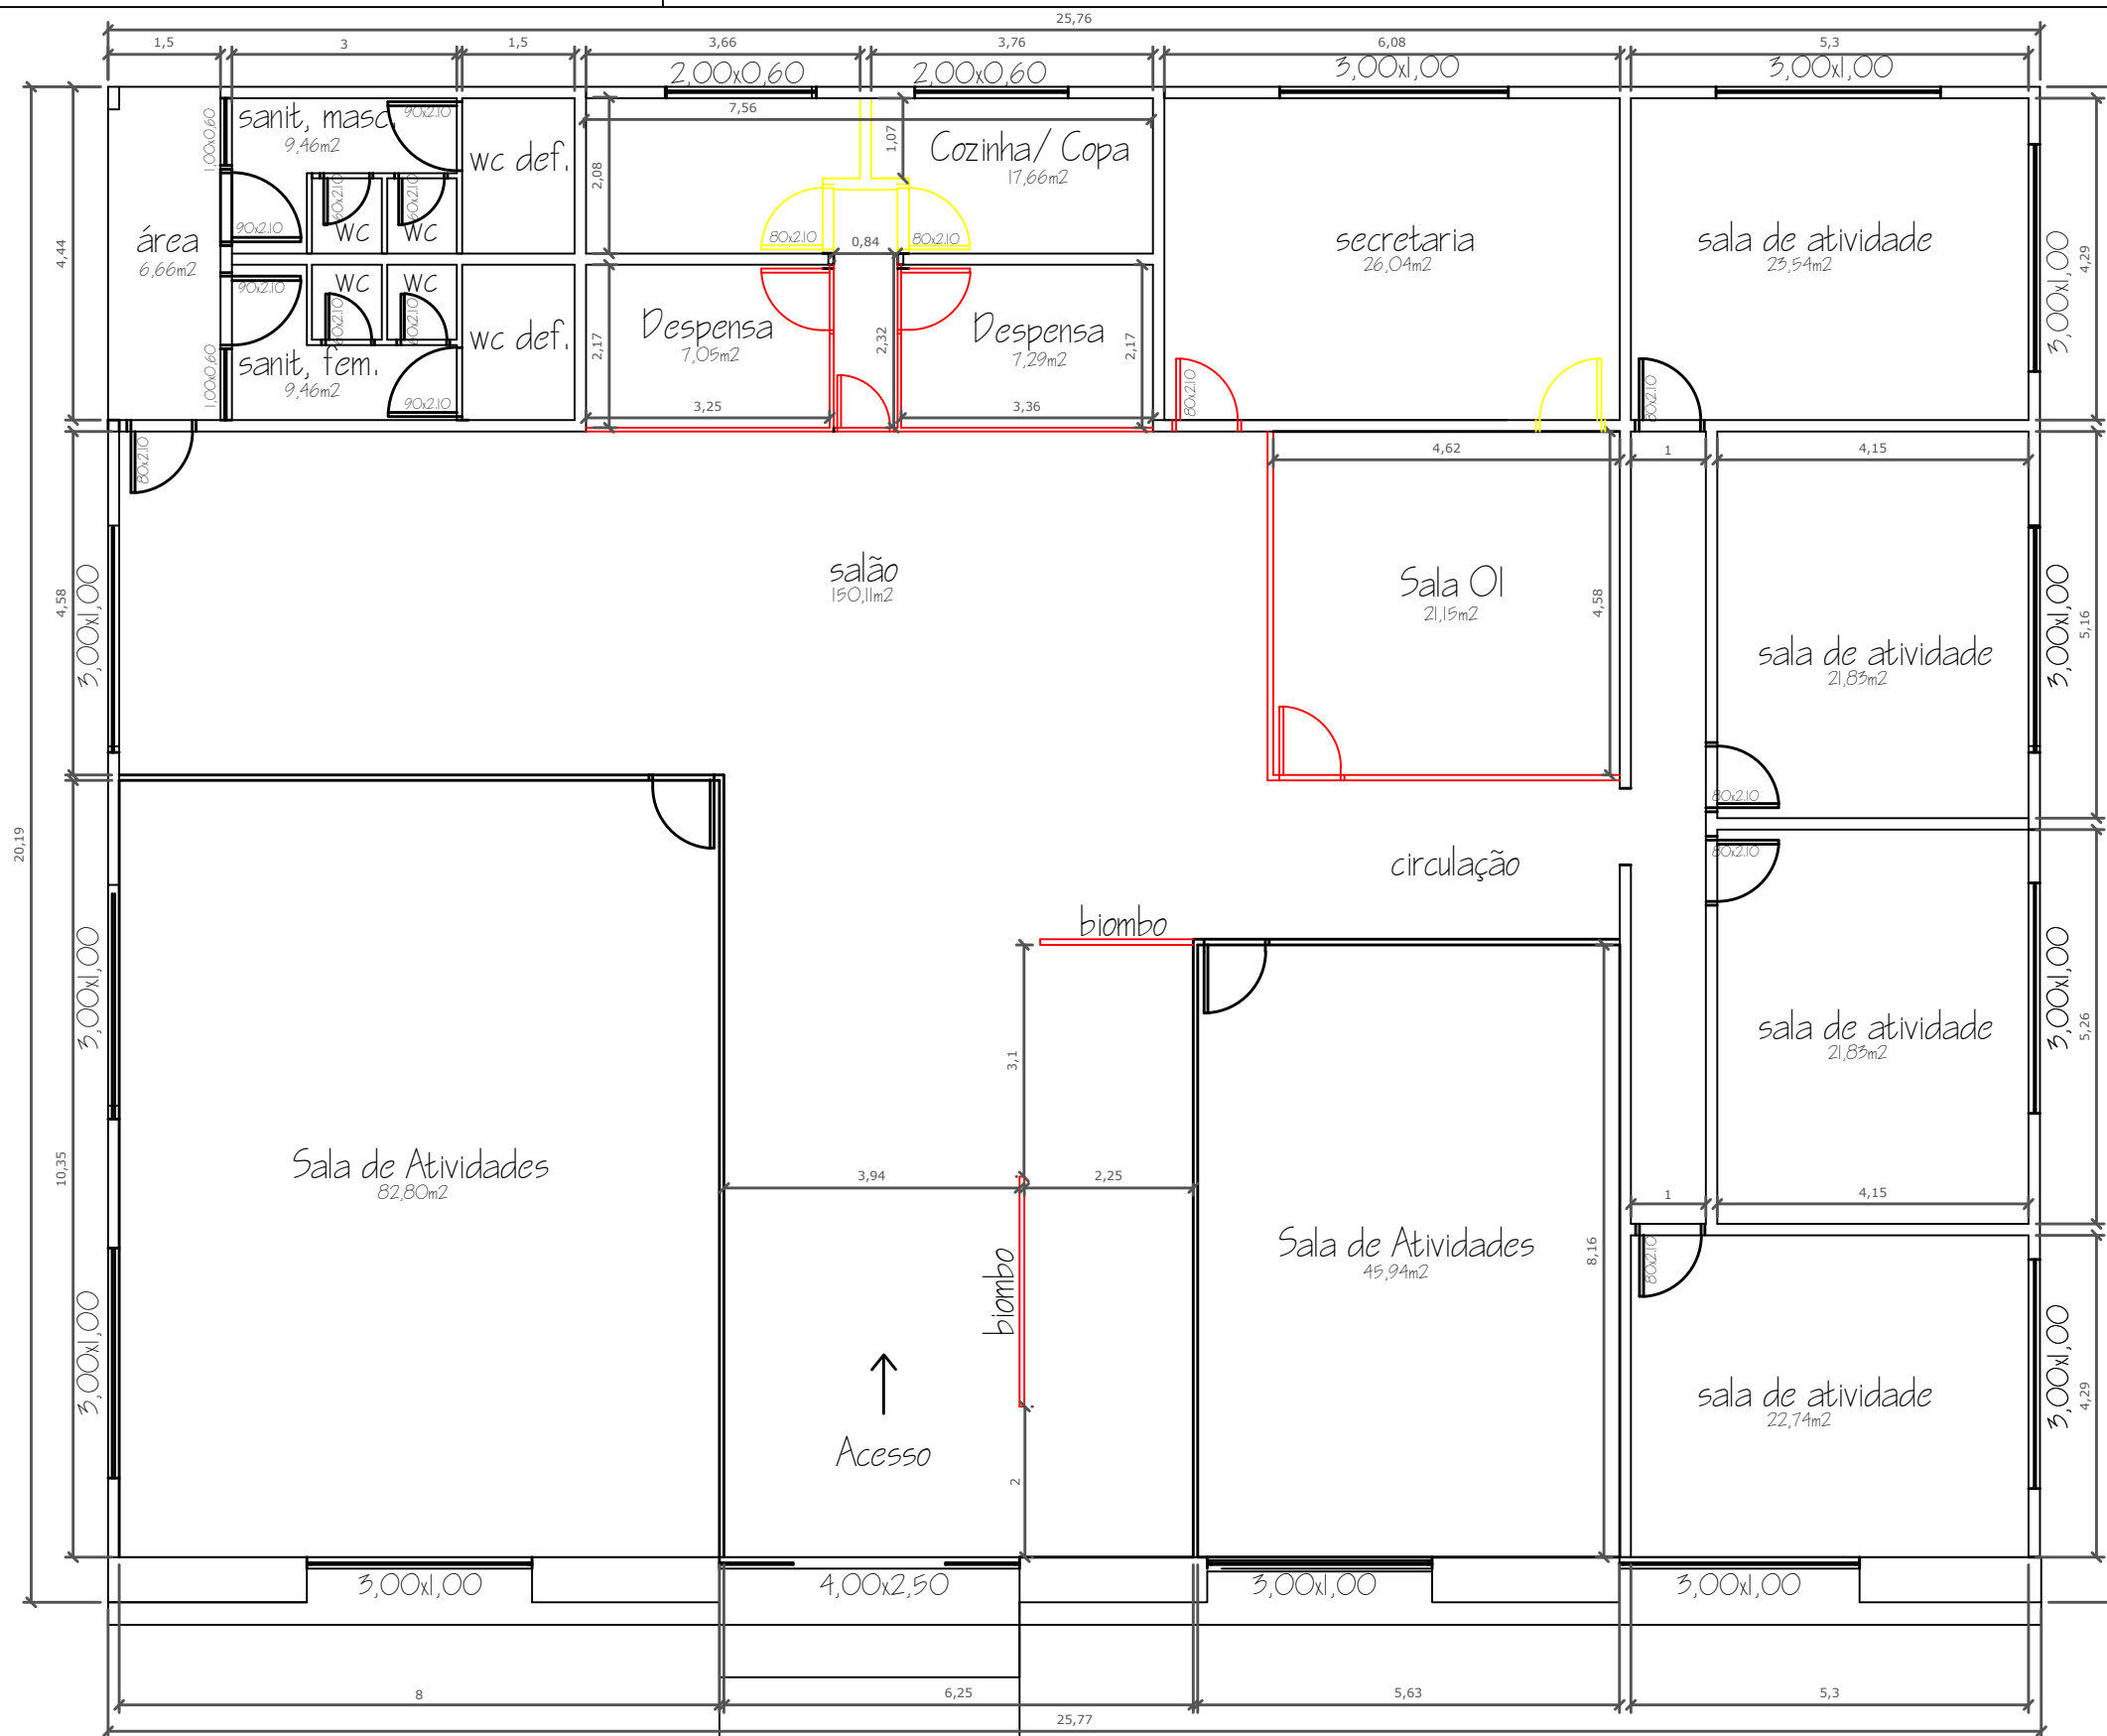 25,76
1,5
3
1,5
3,66
3,76
6,08
5,3
2,00x0,60
2,00x0,60
3,00x1,00
3,00x1,00
7,56
sanit, masc.
9,46m2
90x2.10
1,00x0,60
wc def.
2,08
1,07
Cozinha/ Copa
17,66m2
60x2.10
60x2.10
wc
wc
90x2.10
área
6,66m2
4,44
80x2.10
0,84
80x2.10
secretaria
26,04m2
sala de atividade
23,54m2
3,00x1,00
4,29
90x2.10
wc
wc
60x2.10
60x2.10
wc def.
sanit, fem.
9,46m2
1,00x0,60
90x2.10
2,17
Despensa
7,05m2
2,32
Despensa
7,29m2
2,17
3,25
3,36
80x2.10
80x2.10
80x2.10
4,62
1
4,15
4,58
3,00x1,00
salão
150,11m2
Sala 01
21,15m2
4,58
sala de atividade
21,83m2
3,00x1,00
5,16
80x2.10
20,19
80x2.10
circulação
biombo
3,00x1,00
3,1
sala de atividade
21,83m2
3,00x1,00
5,26
10,35
Sala de Atividades
82,80m2
3,94
2,25
1
4,15
biombo
Sala de Atividades
45,94m2
8,16
80x2.10
3,00x1,00
Acesso
2
sala de atividade
22,74m2
3,00x1,00
4,29
3,00x1,00
4,00x2,50
3,00x1,00
3,00x1,00
8
6,25
5,63
5,3
25,77